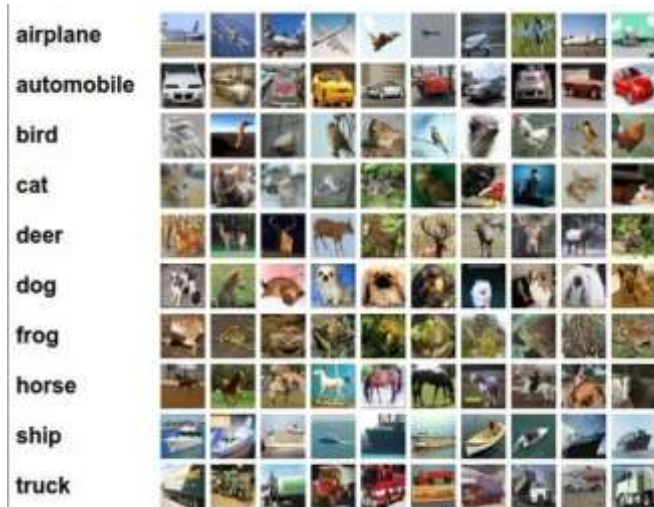 airplane
automobile
bird
cat
deer
dog
frog
horse
ship
truck